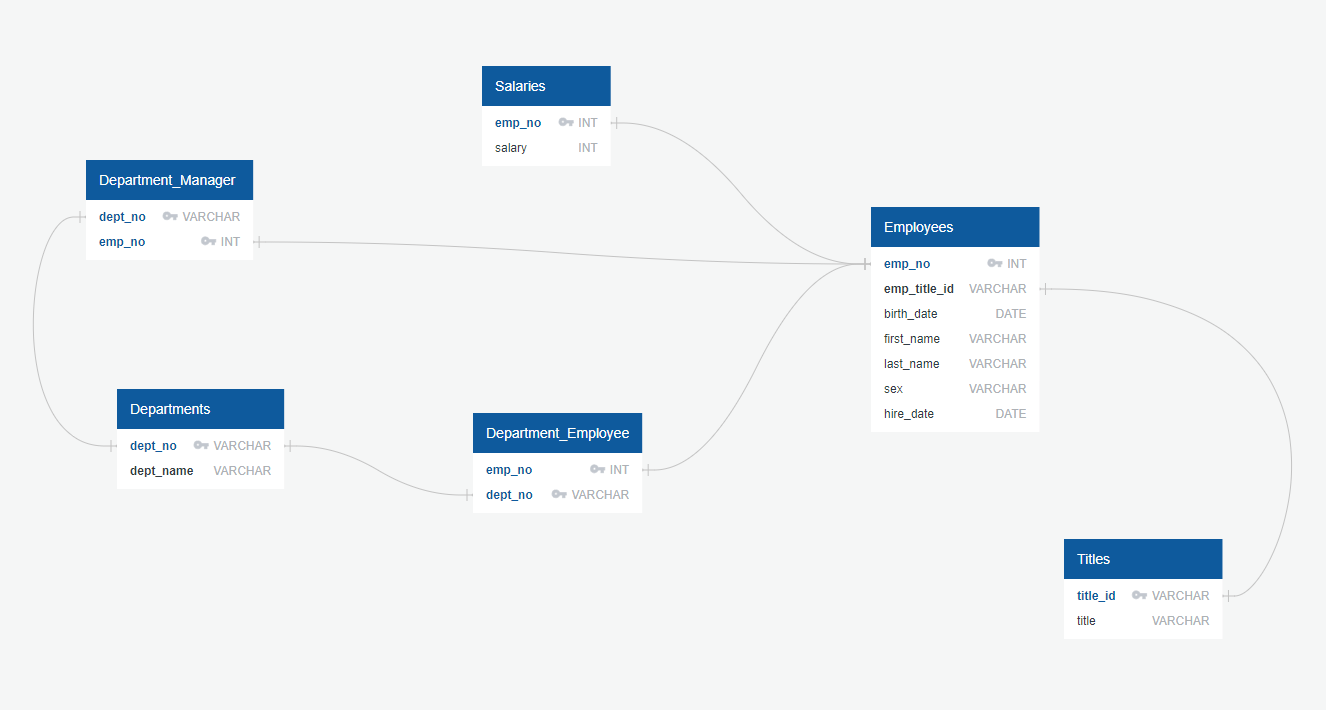 Salaries
emp_no INT
salary INT
Department_Manager
dept_no VARCHAR
emp_no INT
Employees
emp_no INT
emp_title_id VARCHAR
birth_date DATE
first_name VARCHAR
last_name VARCHAR
sex VARCHAR
hire_date DATE
Departments
dept_no VARCHAR
dept_name VARCHAR
Department_Employee
emp_no INT
dept_no VARCHAR
Titles
title_id VARCHAR
title VARCHAR